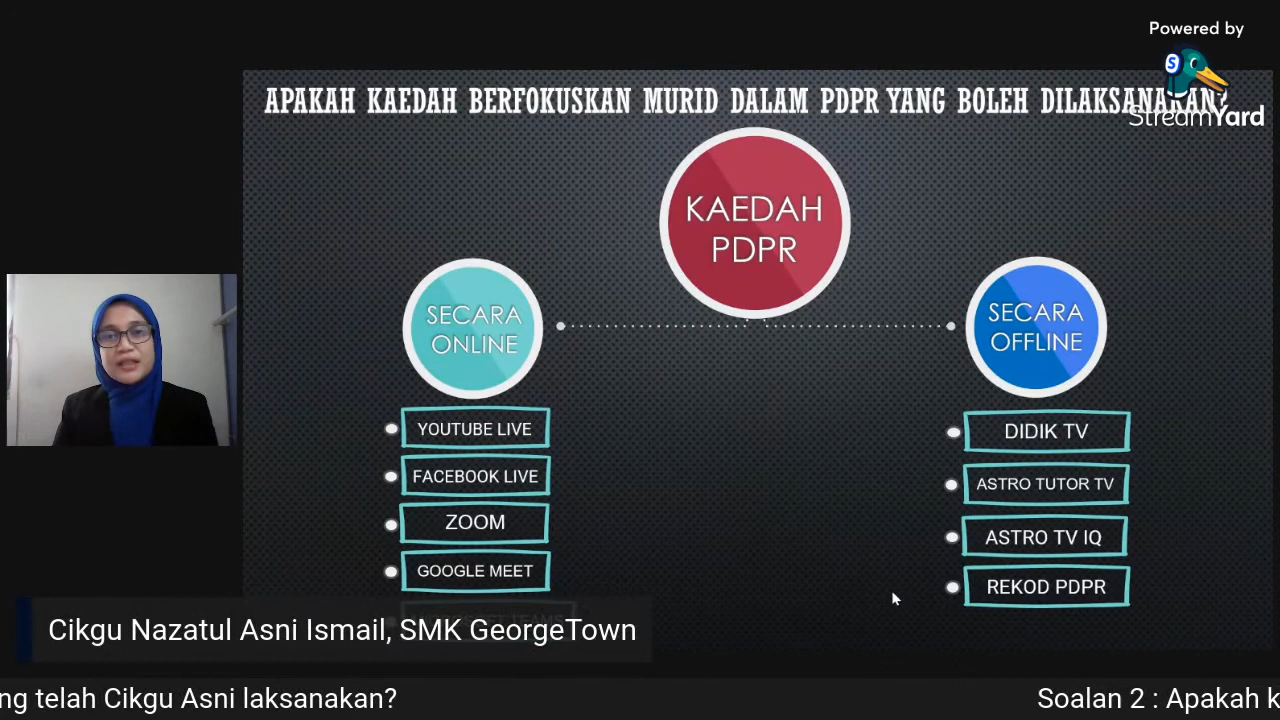 Powered by
StreamYard
APAKAH KAEDAH BERFOKUSKAN MURID DALAM PDPR YANG BOLEH DILAKSANAKAN?
KAEDAH
PDPR
SECARA
ONLINE
YOUTUBE LIVE
FACEBOOK LIVE
ZOOM
GOOGLE MEET
SECARA
OFFLINE
DIDIK TV
ASTRO TUTOR TV
ASTRO TV IQ
REKOD PDPR
Cikgu Nazatul Asni Ismail, SMK GeorgeTown
ng telah Cikgu Asni laksanakan?
Soalan 2 : Apakah k